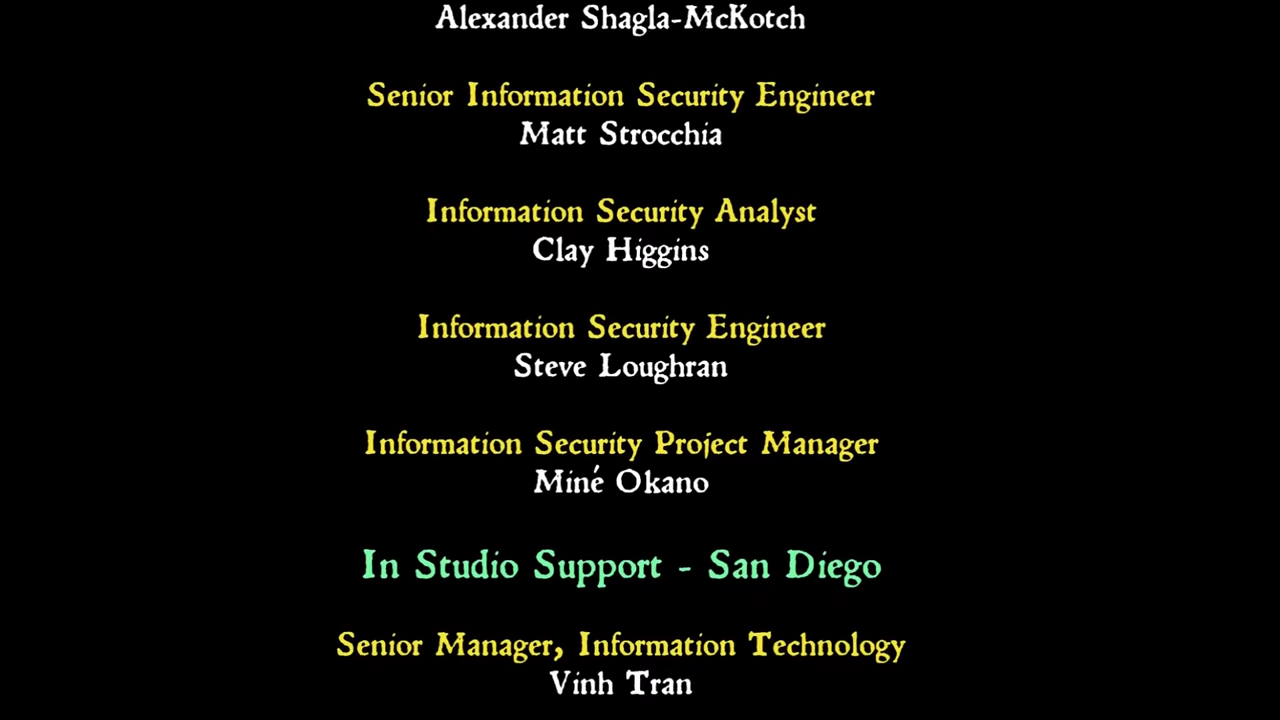 Alexander Shagla-McKotch
Senior Information Security Engineer
Matt Strocchia
Information Security Analyst
Clay Higgins
Information Security Engineer
Steve Loughran
Information Security Project Manager
Miné Okano
In Studio Support - San Diego
Senior Manager, Information Technology
Vinh Tran